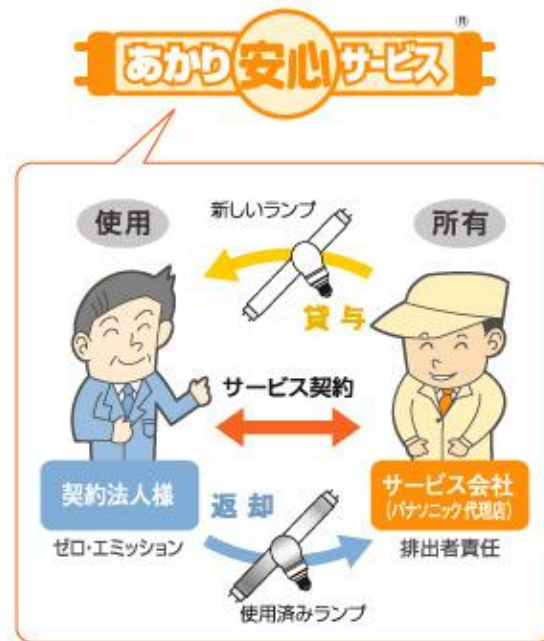 ®
あかり安心サービス
使用
新しいランプ
所有
貸与
サービス契約
契約法人様
返却
サービス会社
(パナソニック代理店)
ゼロ・エミッション
排出者責任
使用済みランプ